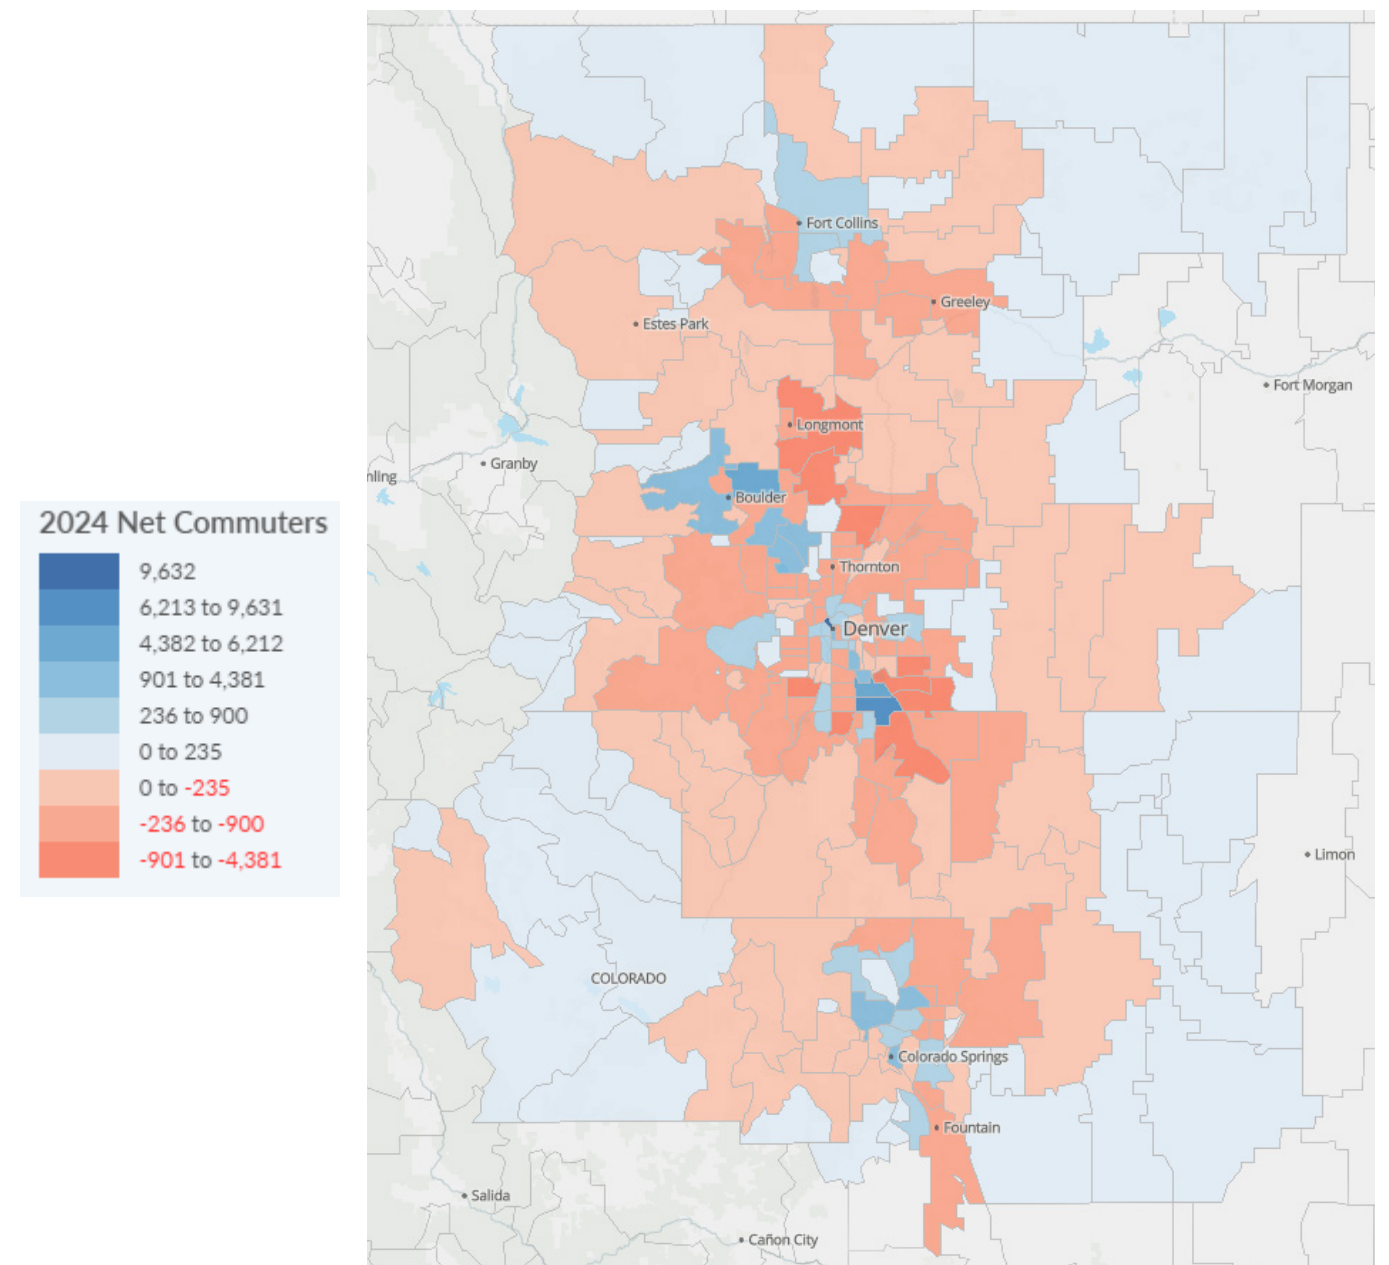 2024 Net Commuters
9,632
6,213 to 9,631
4,382 to 6,212
901 to 4,381
236 to 900
0 to 235
0 to -235
-236 to -900
-901 to -4,381
Fort Collins
Greeley
Estes Park
Fort Morgan
Longmont
Granby
Boulder
Thornton
Denver
Limon
COLORADO
Colorado Springs
Fountain
Salida
Cañon City